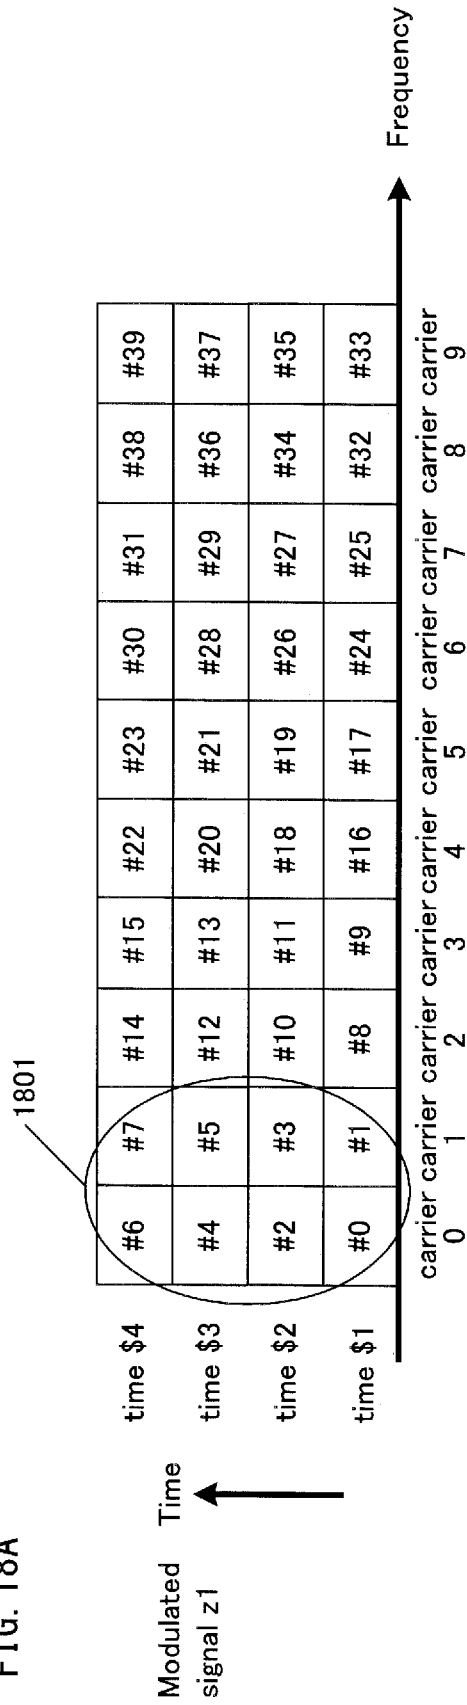 FIG. 18A
Modulated
signal z1
Time
1801
time $4 #6 #7 #14 #15 #22 #23 #30 #31 #38 #39
time $3 #4 #5 #12 #13 #20 #21 #28 #29 #36 #37
time $2 #2 #3 #10 #11 #18 #19 #26 #27 #34 #35
time $1 #0 #1 #8 #9 #16 #17 #24 #25 #32 #33
carrier carrier carrier carrier carrier carrier carrier carrier carrier carrier
0 1 2 3 4 5 6 7 8 9
Frequency